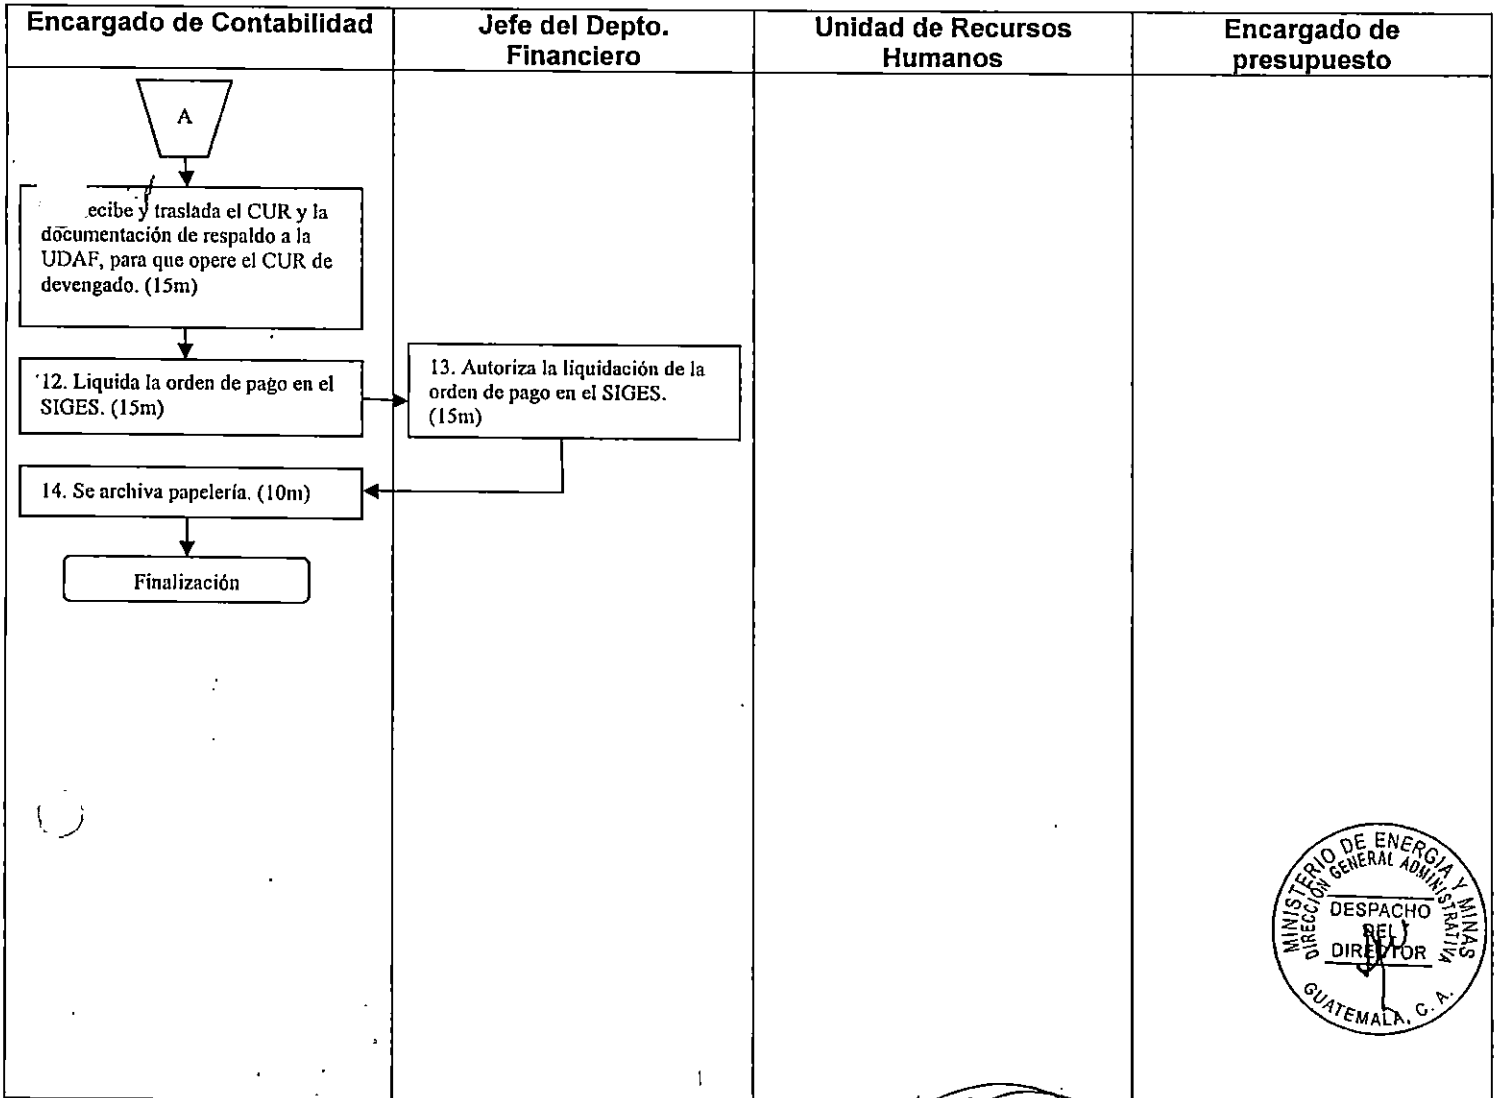 Encargado de Contabilidad
Jefe del Depto.
Financiero
Unidad de Recursos
Humanos
Encargado de
presupuesto
A
ecibe y traslada el CUR y la
documentación de respaldo a la
UDAF, para que opere el CUR de
devengado. (15m)
12. Liquida la orden de pago en el
SIGES. (15m)
13. Autoriza la liquidación de la
orden de pago en el SIGES.
(15m)
14. Se archiva papelería. (10m)
Finalización
MINISTERIO DE ENERGIA Y MINAS
DIRECCIÓN GENERAL ADMINISTRATIVA
DESPACHO
DEL
DIRECTOR
GUATEMALA, C. A.